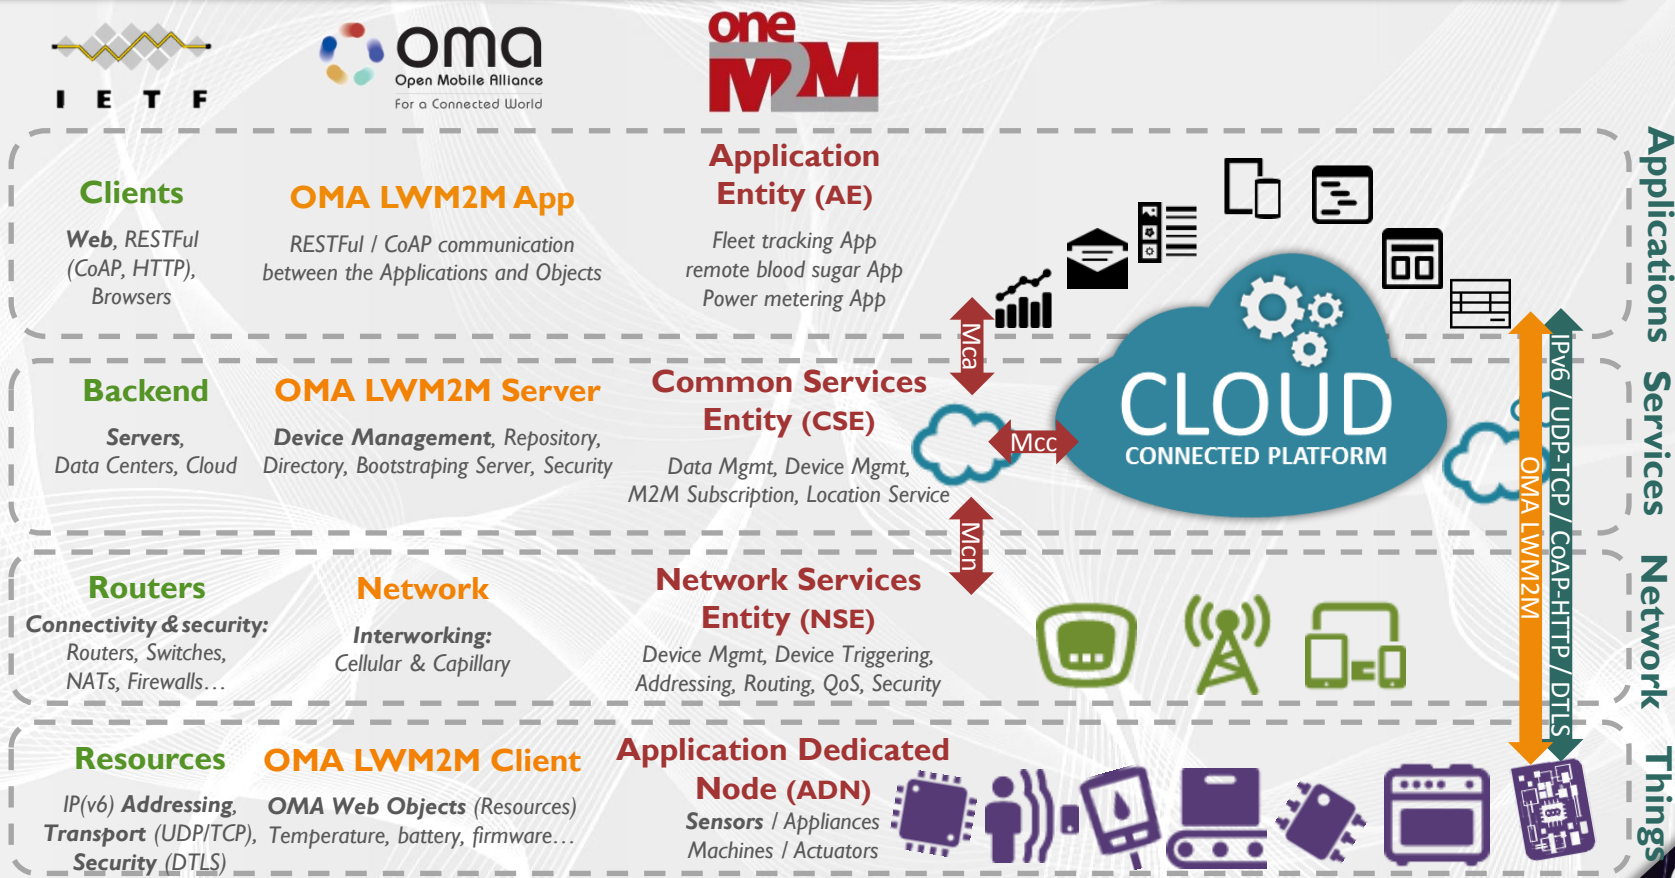 I E T F
oma
Open Mobile Alliance
For a Connected World
one
M2M
Applications
Clients
Web, RESTFul
(CoAP, HTTP),
Browsers
OMA LWM2M App
RESTFul / CoAP communication
between the Applications and Objects
Application
Entity (AE)
Fleet tracking App
remote blood sugar App
Power metering App
Mca
Services
Backend
Servers,
Data Centers, Cloud
OMA LWM2M Server
Device Management, Repository,
Directory, Bootstraping Server, Security
Common Services
Entity (CSE)
Data Mgmt, Device Mgmt,
M2M Subscription, Location Service
Mcc
CLOUD
CONNECTED PLATFORM
Mcn
OMA LWM2M
IPv6 / UDP-TCP / CoAP-HTTP / DTLS
Network
Routers
Connectivity & security:
Routers, Switches,
NATs, Firewalls…
Network
Interworking:
Cellular & Capillary
Network Services
Entity (NSE)
Device Mgmt, Device Triggering,
Addressing, Routing, QoS, Security
Things
Resources
IP(v6) Addressing,
Transport (UDP/TCP),
Security (DTLS)
OMA LWM2M Client
OMA Web Objects (Resources)
Temperature, battery, firmware…
Application Dedicated
Node (ADN)
Sensors / Appliances
Machines / Actuators